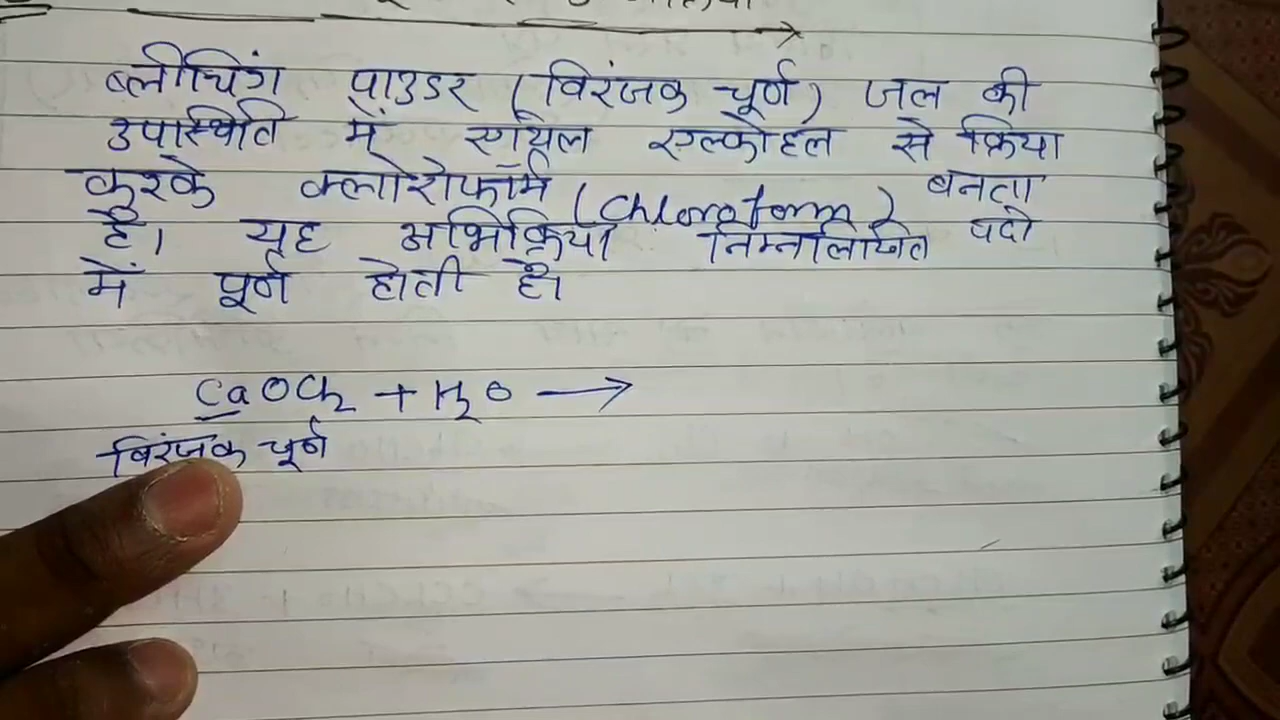 ब्लीचिंग पाउडर (विरंजक चूर्ण) जल की
उपस्थिति में एथिल एल्कोहल से क्रिया
करके क्लोरोफॉर्म (Chloroform) बनता
है। यह अभिक्रिया निम्नलिखित पदो
में पूर्ण होती है।
CaOCl₂ + H₂O →
विरंजक चूर्ण